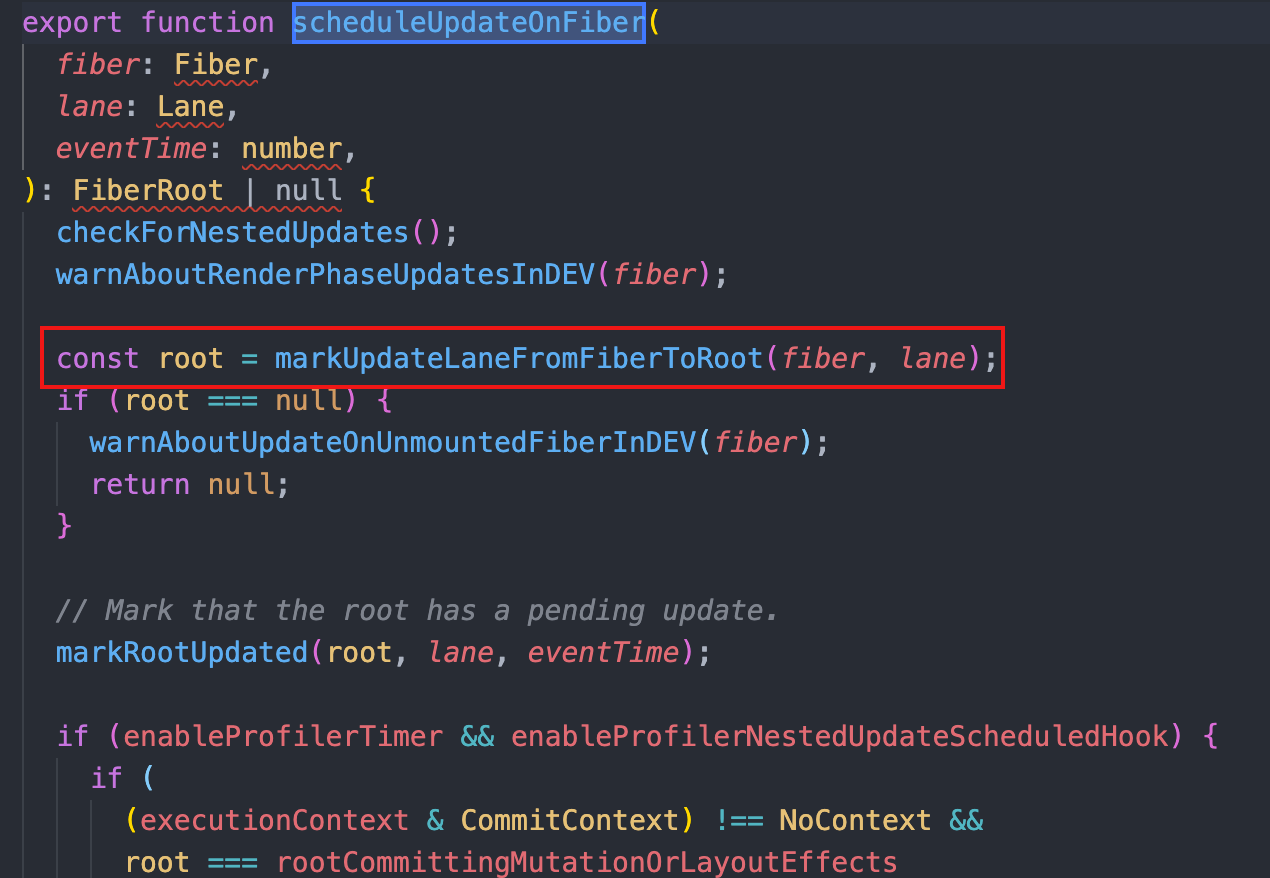 export function scheduleUpdateOnFiber(
fiber: Fiber,
lane: Lane,
eventTime: number,
): FiberRoot | null {
checkForNestedUpdates();
warnAboutRenderPhaseUpdatesInDEV(fiber);
const root = markUpdateLaneFromFiberToRoot(fiber, lane);
if (root === null) {
warnAboutUpdateOnUnmountedFiberInDEV(fiber);
return null;
}
// Mark that the root has a pending update.
markRootUpdated(root, lane, eventTime);
if (enableProfilerTimer && enableProfilerNestedUpdateScheduledHook) {
if (
(executionContext & CommitContext) !== NoContext &&
root === rootCommittingMutationOrLayoutEffects